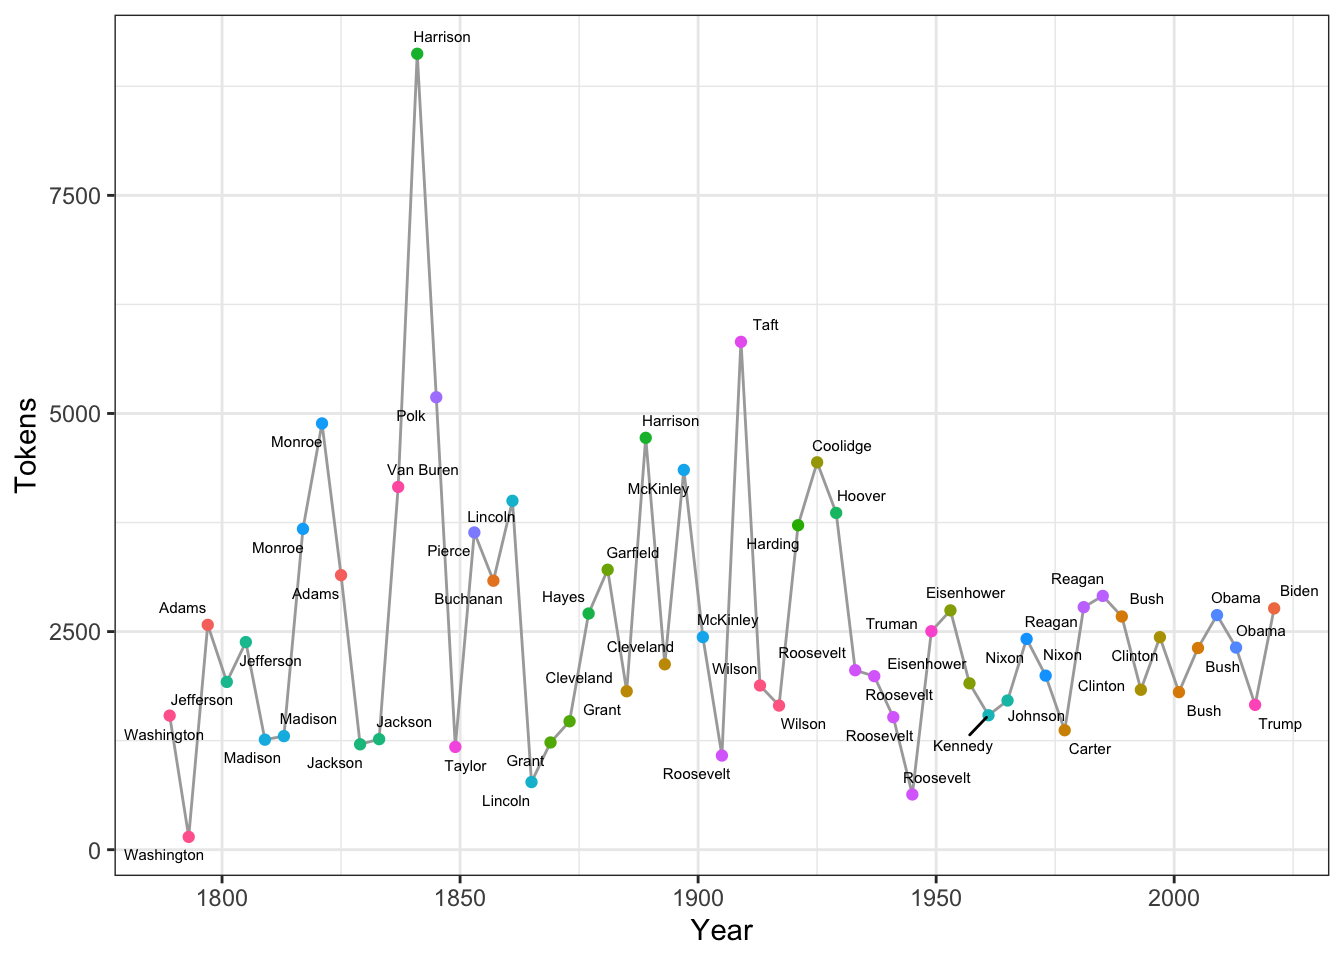 Harrison
7500
Taft
5000
Polk
Harrison
Monroe
Coolidge
Van Buren
McKinley
Hoover
Lincoln
Monroe
Pierce
Garfield
Harding
Adams
Buchanan
Hayes
Reagan
Eisenhower
Bush
Obama
Biden
Adams
McKinley
Truman
Reagan
Obama
2500
Jefferson
Cleveland
Roosevelt
Nixon
Nixon
Clinton
Wilson
Eisenhower
Bush
Jefferson
Cleveland
Roosevelt
Clinton
Washington
Madison
Jackson
Grant
Wilson
Johnson
Bush
Trump
Madison
Jackson
Taylor
Grant
Roosevelt
Kennedy
Carter
Lincoln
Roosevelt
Roosevelt
Washington
0
1800
1850
1900
1950
2000
Year
Tokens